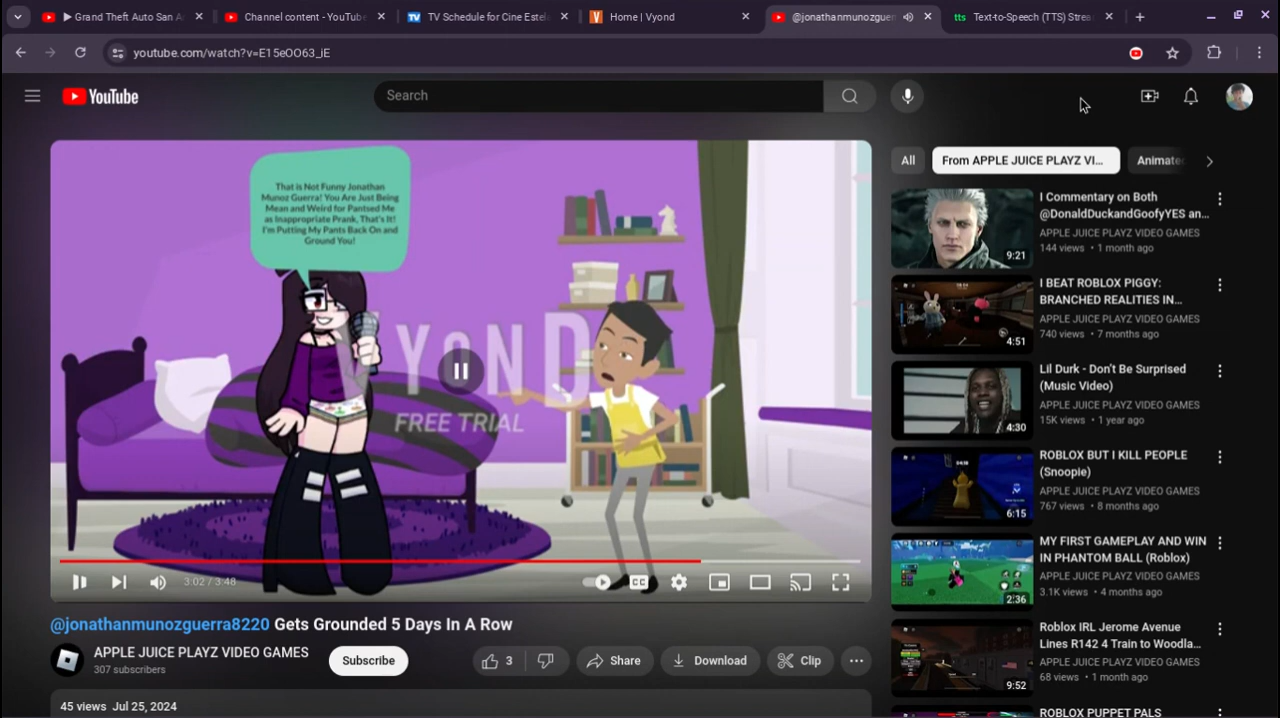 Grand Theft Auto San A
Channel content - YouTube
TV Schedule for Cine Estel
Home | Vyond
@jonathanmunozguer
Text-to-Speech (TTS) Strea
youtube.com/watch?v=E15eOO63_iE
YouTube
Search
That is Not Funny Jonathan
Munoz Guerra! You Are Just Being
Mean and Weird for Pantsed Me
as Inappropriate Prank, That's It!
I'm Putting My Pants Back On and
Ground You!
VYOND
FREE TRIAL
3:02 / 3:48
CC
@jonathanmunozguerra8220 Gets Grounded 5 Days In A Row
APPLE JUICE PLAYZ VIDEO GAMES
307 subscribers
Subscribe
3
Share
Download
Clip
45 views Jul 25, 2024
All
From APPLE JUICE PLAYZ VI...
Animate
I Commentary on Both
@DonaldDuckandGoofyYES an...
APPLE JUICE PLAYZ VIDEO GAMES
144 views • 1 month ago
9:21
I BEAT ROBLOX PIGGY:
BRANCHED REALITIES IN...
APPLE JUICE PLAYZ VIDEO GAMES
740 views • 7 months ago
4:51
Lil Durk - Don't Be Surprised
(Music Video)
APPLE JUICE PLAYZ VIDEO GAMES
15K views • 1 year ago
4:30
ROBLOX BUT I KILL PEOPLE
(Snoopie)
APPLE JUICE PLAYZ VIDEO GAMES
767 views • 8 months ago
6:15
MY FIRST GAMEPLAY AND WIN
IN PHANTOM BALL (Roblox)
APPLE JUICE PLAYZ VIDEO GAMES
3.1K views • 4 months ago
2:36
Roblox IRL Jerome Avenue
Lines R142 4 Train to Woodla...
APPLE JUICE PLAYZ VIDEO GAMES
68 views • 1 month ago
9:52
ROBLOX PUPPET PALS